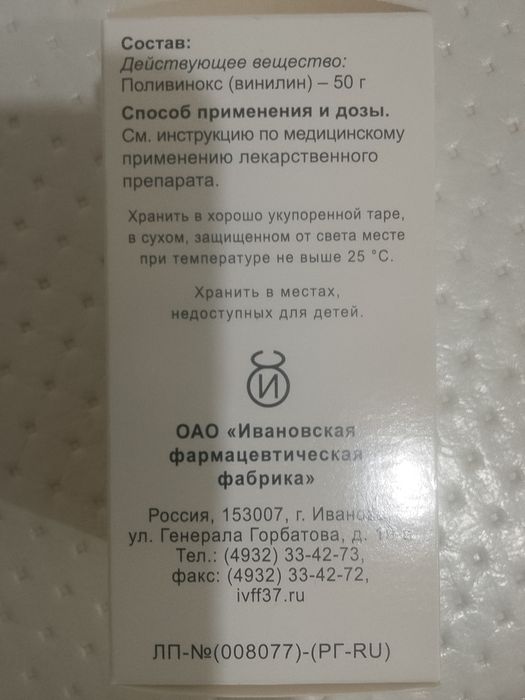 Состав:
Действующее вещество:
Поливинокс (винилин) – 50 г
Способ применения и дозы.
См. инструкцию по медицинскому
применению лекарственного
препарата.
Хранить в хорошо укупоренной таре,
в сухом, защищенном от света месте
при температуре не выше 25 °С.
Хранить в местах,
недоступных для детей.
И
ОАО «Ивановская
фармацевтическая
фабрика»
Россия, 153007, г.
ул. Генерала Горбатова, д.
Тел.: (4932) 33-42-73,
факс: (4932) 33-42-72,
ivff37.ru
ЛП-№(008077)-(РГ-RU)